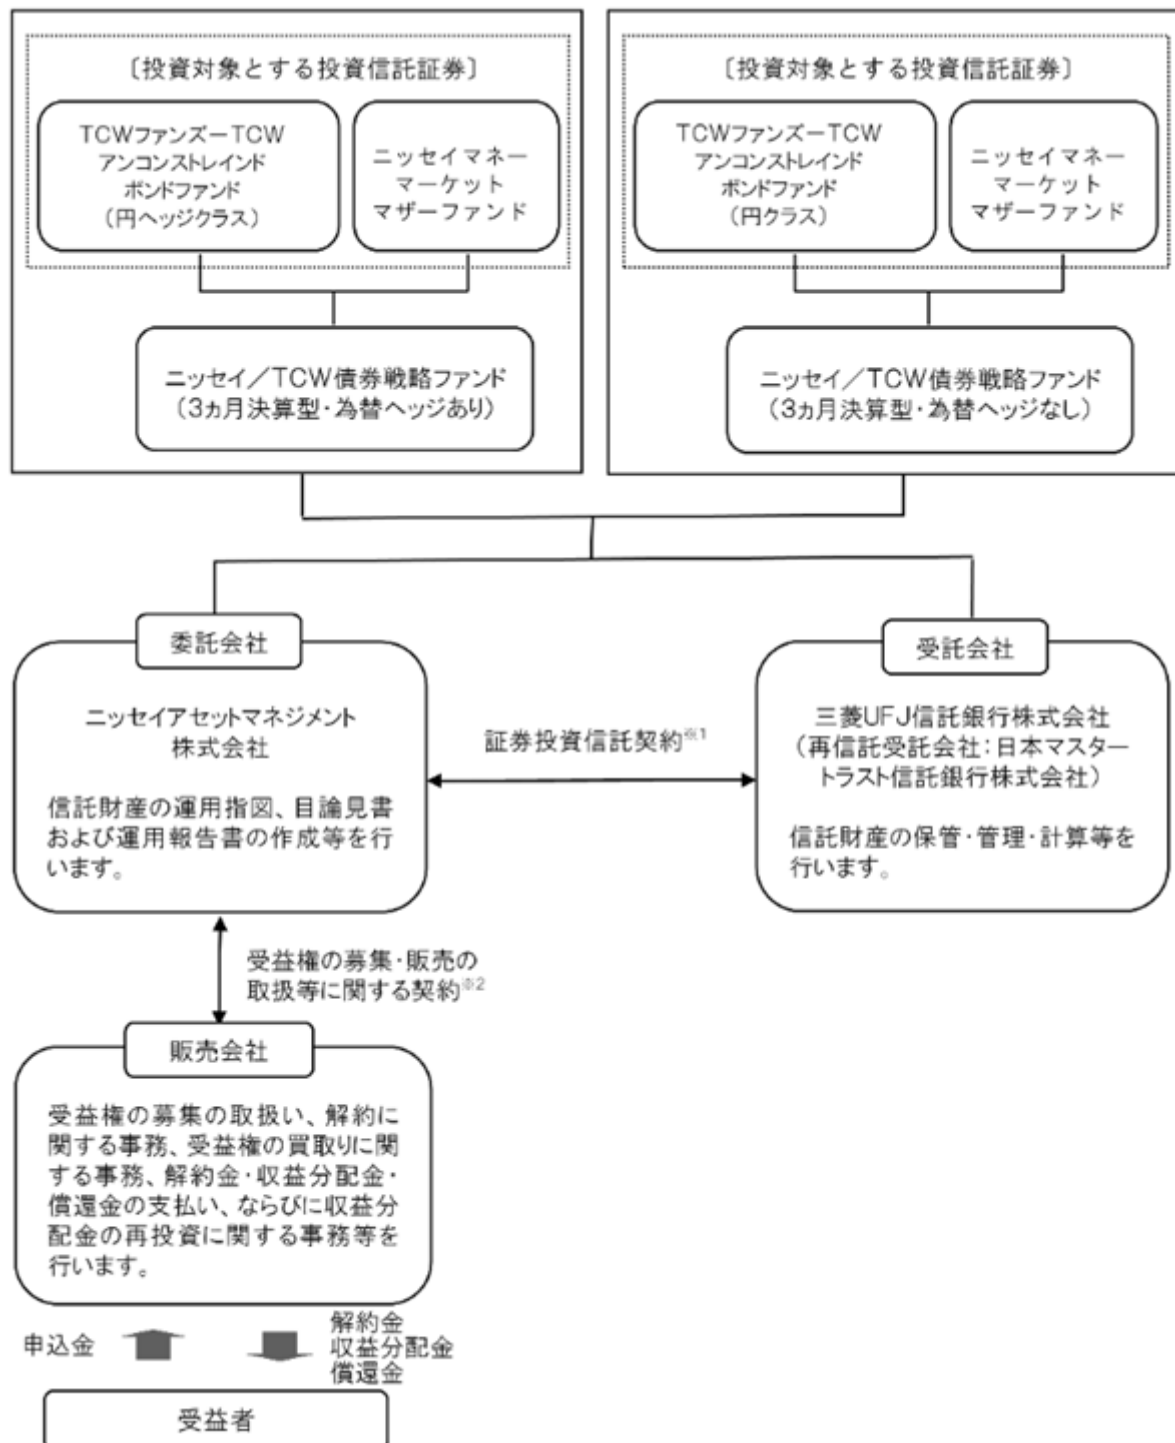 〔投資対象とする投資信託証券〕
TCWファンズーTCW
アンコンストレインド
ボンドファンド
(円ヘッジクラス)
ニッセイマネー
マーケット
マザーファンド
ニッセイ／TCW債券戦略ファンド
(3ヵ月決算型・為替ヘッジあり)
〔投資対象とする投資信託証券〕
TCWファンズーTCW
アンコンストレインド
ボンドファンド
(円クラス)
ニッセイマネー
マーケット
マザーファンド
ニッセイ／TCW債券戦略ファンド
(3ヵ月決算型・為替ヘッジなし)
委託会社
ニッセイアセットマネジメント
株式会社
信託財産の運用指図、目論見書
および運用報告書の作成等を行
います。
証券投資信託契約※1
受託会社
三菱UFJ信託銀行株式会社
(再信託受託会社：日本マスター
トラスト信託銀行株式会社)
信託財産の保管・管理・計算等を
行います。
受益権の募集・販売の
取扱等に関する契約※2
販売会社
受益権の募集の取扱い、解約に
関する事務、受益権の買取りに関
する事務、解約金・収益分配金・
償還金の支払い、ならびに収益分
配金の再投資に関する事務等を
行います。
申込金
解約金
収益分配金
償還金
受益者